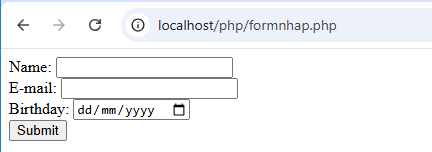 localhost/php/formnhap.php
Name:
E-mail:
Birthday: dd/mm/yyyy
Submit